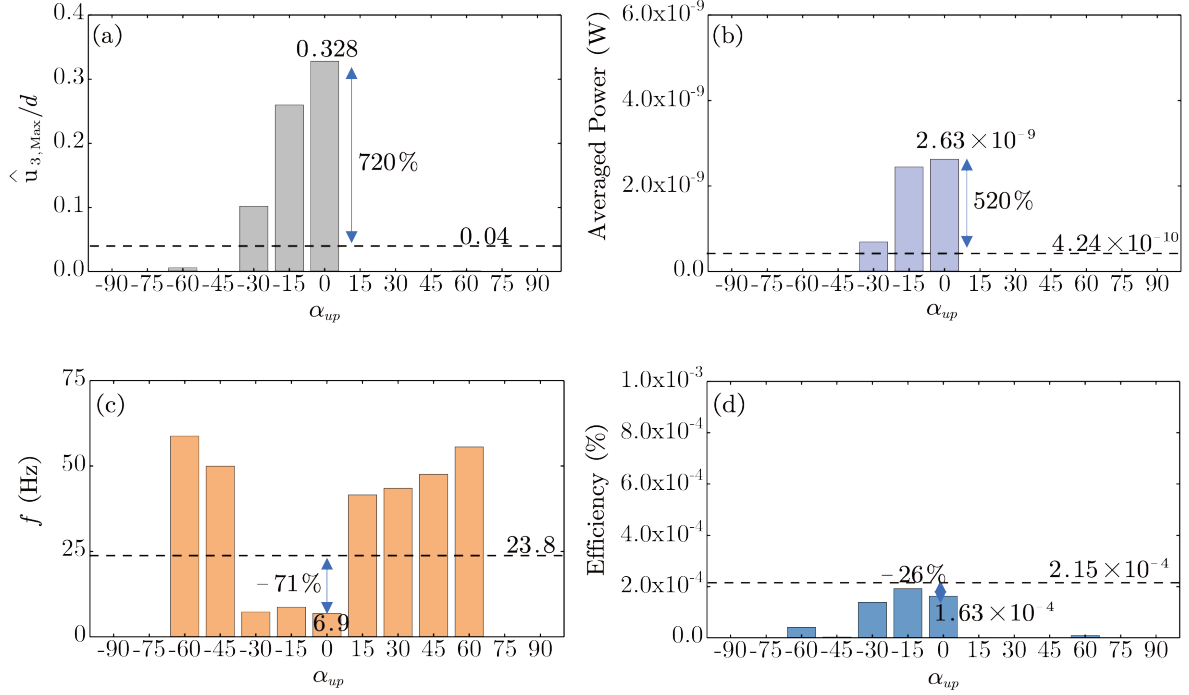 (a)
0.4
0.3
0.2
0.1
0.0
û 3, Max/d
0.328
720%
0.04
-90 -75 -60 -45 -30 -15 0 15 30 45 60 75 90
α up
(b)
6.0x10-9
4.0x10-9
2.0x10-9
0.0
Averaged Power (W)
2.63×10−9
520%
4.24×10−10
-90 -75 -60 -45 -30 -15 0 15 30 45 60 75 90
α up
(c)
75
50
25
0
f (Hz)
23.8
−71%
6.9
-90 -75 -60 -45 -30 -15 0 15 30 45 60 75 90
α up
(d)
1.0x10-3
8.0x10-4
6.0x10-4
4.0x10-4
2.0x10-4
0.0
Efficiency (%)
−26%
2.15×10−4
1.63×10−4
-90 -75 -60 -45 -30 -15 0 15 30 45 60 75 90
α up